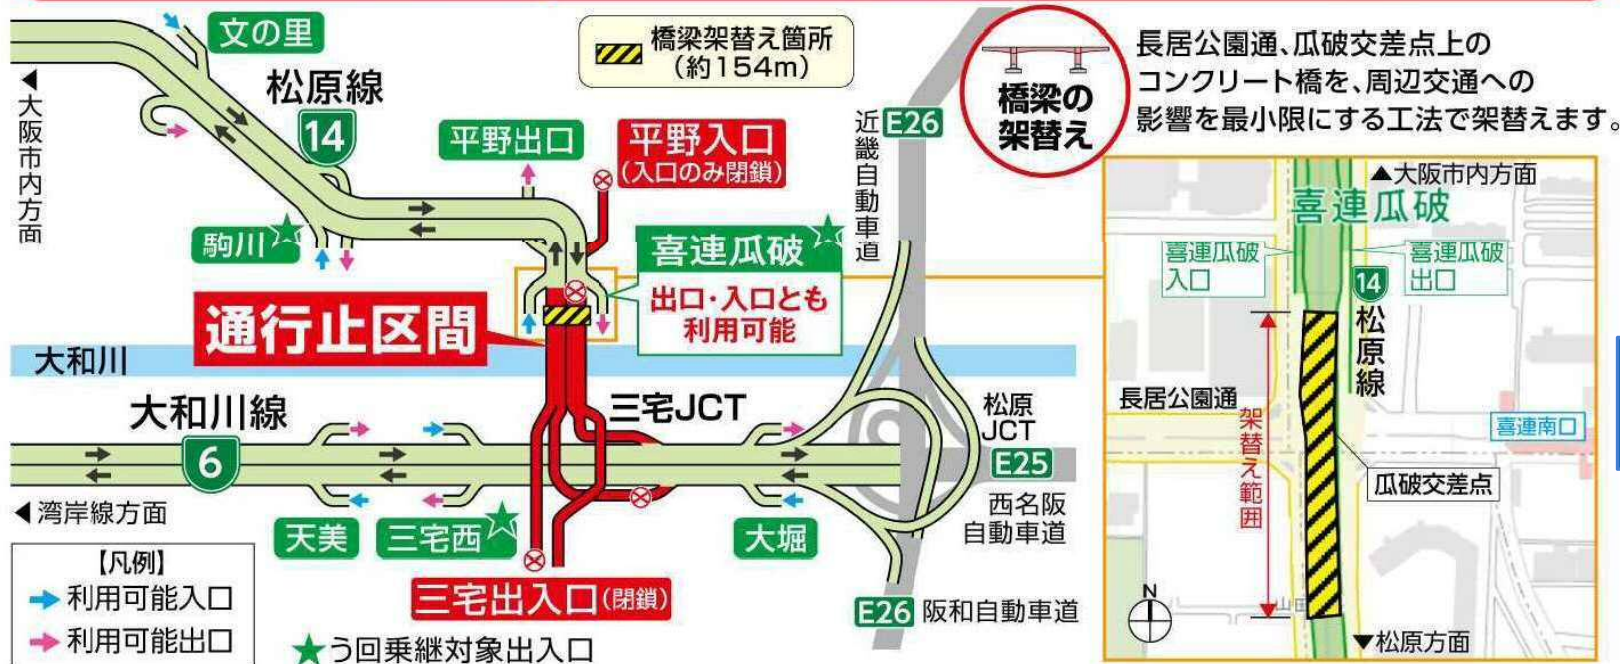 文の里
橋梁架替え箇所
(約154m)
橋梁の
架替え
長居公園通、瓜破交差点上の
コンクリート橋を、周辺交通への
影響を最小限にする工法で架替えます。
◀大阪市内方面
松原線
14
平野出口
平野入口
(入口のみ閉鎖)
近畿自動車道
E26
駒川
喜連瓜破
出口・入口とも
利用可能
通行止区間
大和川
大和川線
6
三宅JCT
松原
JCT
E25
西名阪
自動車道
◀湾岸線方面
天美
三宅西
大堀
三宅出入口(閉鎖)
E26 阪和自動車道
【凡例】
利用可能入口
利用可能出口
★う回乗継対象出入口
▲大阪市内方面
喜連瓜破
喜連瓜破
入口
喜連瓜破
出口
14
松原線
長居公園通
架替え範囲
喜連南口
瓜破交差点
N
▼松原方面